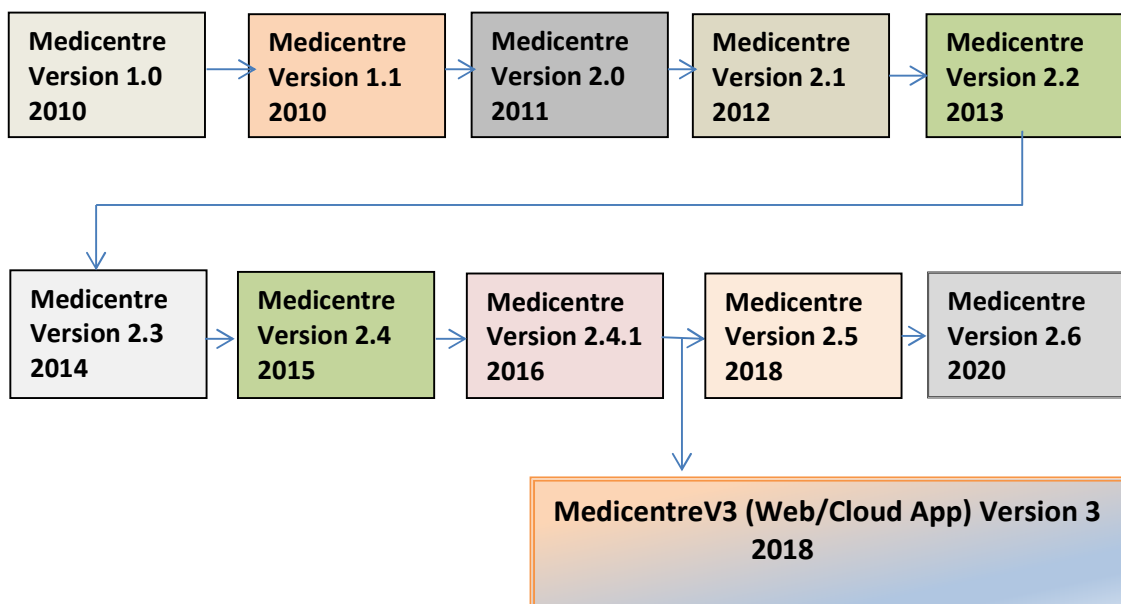 Medicentre
Version 1.0
2010
Medicentre
Version 1.1
2010
Medicentre
Version 2.0
2011
Medicentre
Version 2.1
2012
Medicentre
Version 2.2
2013
Medicentre
Version 2.3
2014
Medicentre
Version 2.4
2015
Medicentre
Version 2.4.1
2016
Medicentre
Version 2.5
2018
Medicentre
Version 2.6
2020
MedicentreV3 (Web/Cloud App) Version 3
2018